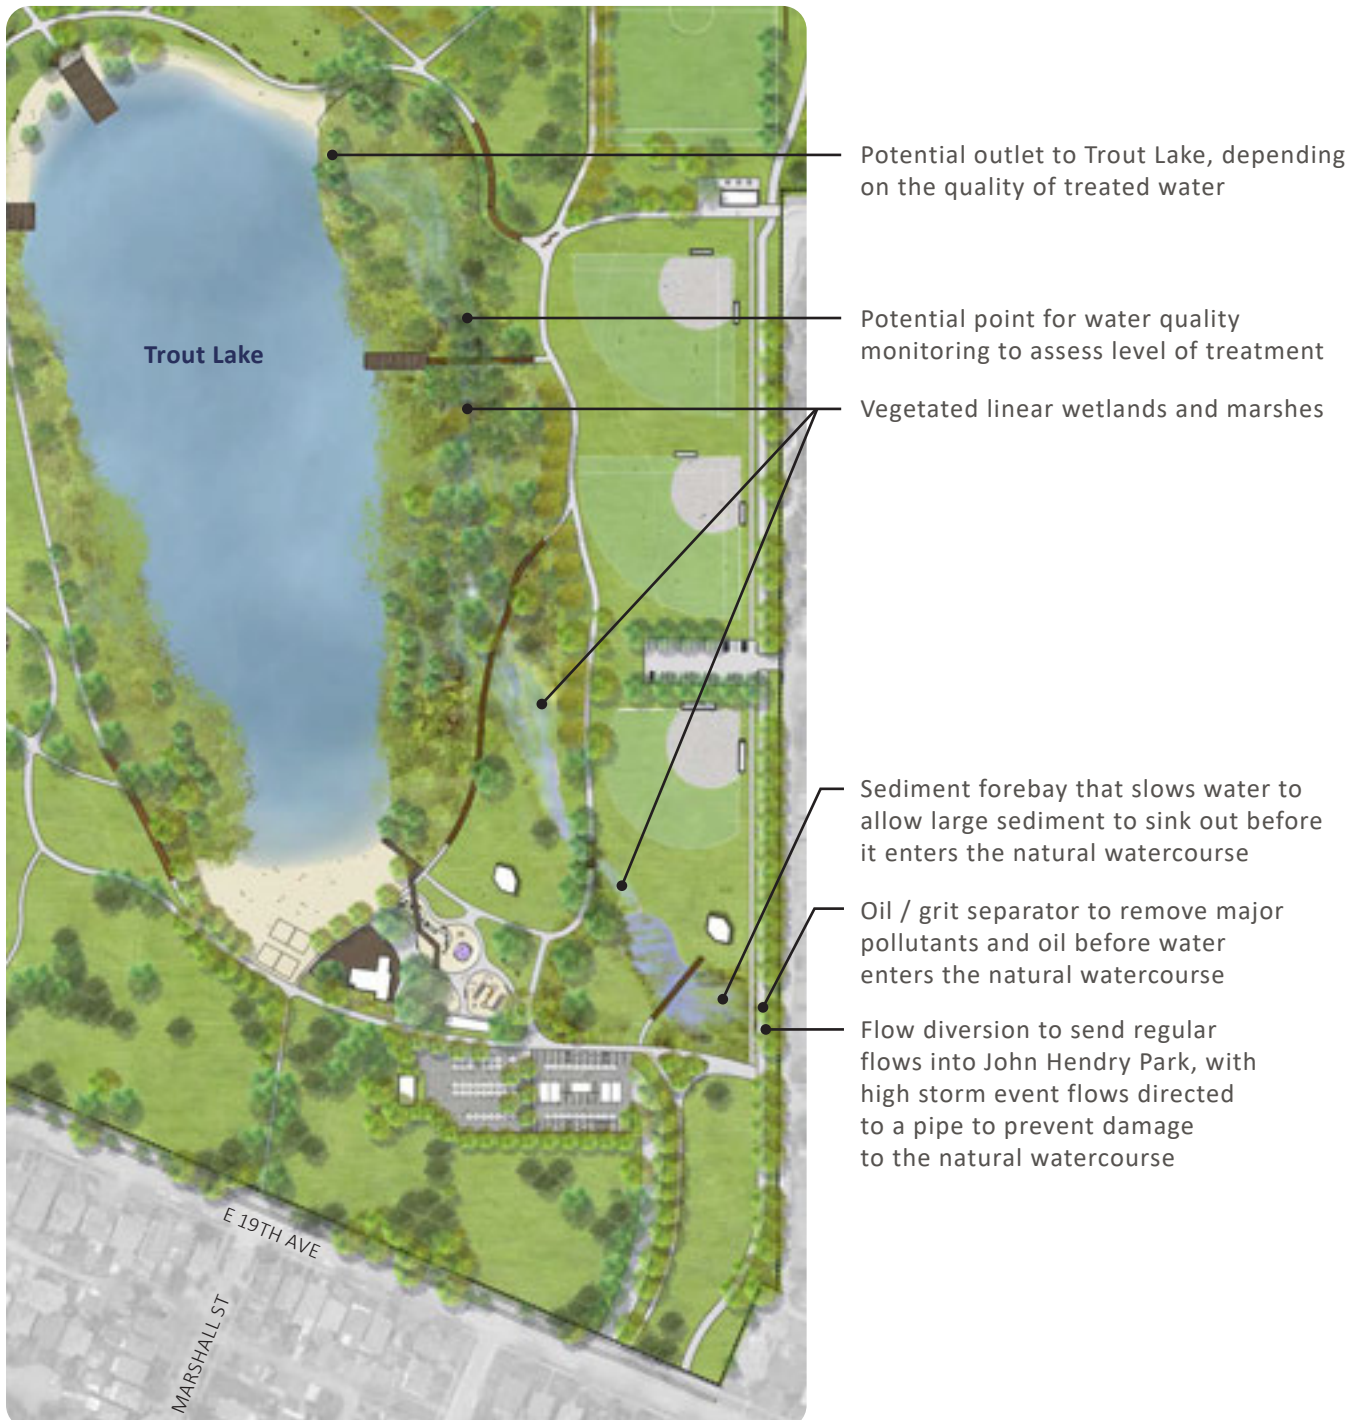 Potential outlet to Trout Lake, depending
on the quality of treated water
Potential point for water quality
monitoring to assess level of treatment
Trout Lake
Vegetated linear wetlands and marshes
Sediment forebay that slows water to
allow large sediment to sink out before
it enters the natural watercourse
Oil / grit separator to remove major
pollutants and oil before water
enters the natural watercourse
Flow diversion to send regular
flows into John Hendry Park, with
high storm event flows directed
to a pipe to prevent damage
to the natural watercourse
E 19TH AVE
MARSHALL ST